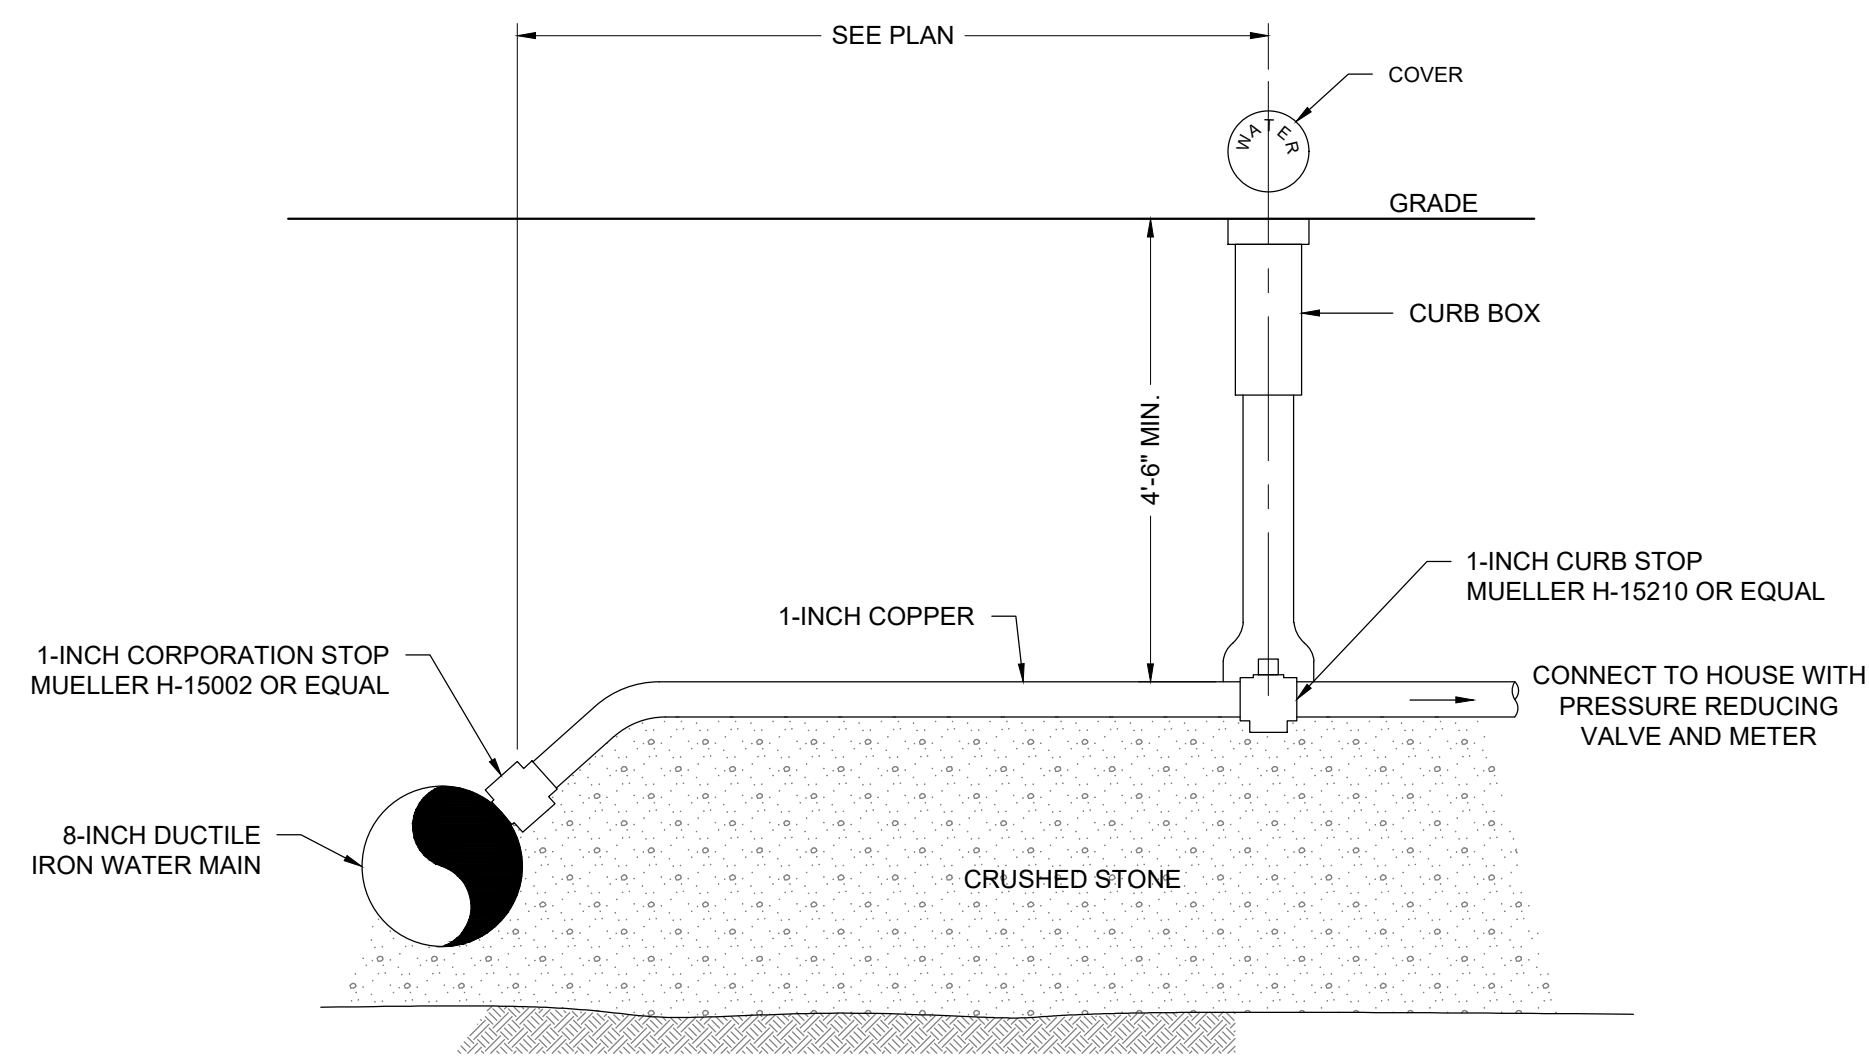 SEE PLAN
COVER
WATER
GRADE
CURB BOX
4'-6" MIN.
1-INCH CURB STOP
MUELLER H-15210 OR EQUAL
1-INCH COPPER
1-INCH CORPORATION STOP
MUELLER H-15002 OR EQUAL
CONNECT TO HOUSE WITH
PRESSURE REDUCING
VALVE AND METER
8-INCH DUCTILE
IRON WATER MAIN
CRUSHED STONE